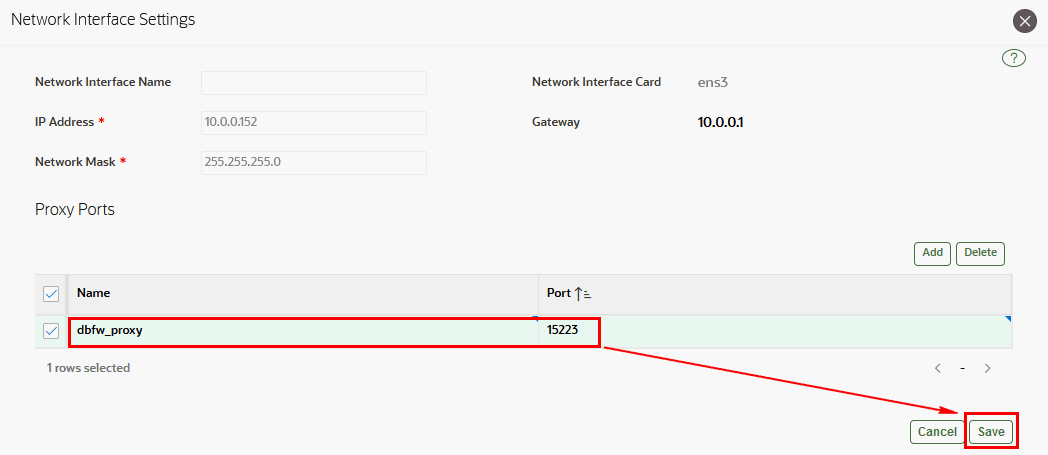 Network Interface Settings
?
Network Interface Name
Network Interface Card ens3
IP Address * 10.0.0.152
Gateway 10.0.0.1
Network Mask * 255.255.255.0
Proxy Ports
Add Delete
Name Port
dbfw_proxy 15223
1 rows selected
-
Cancel Save